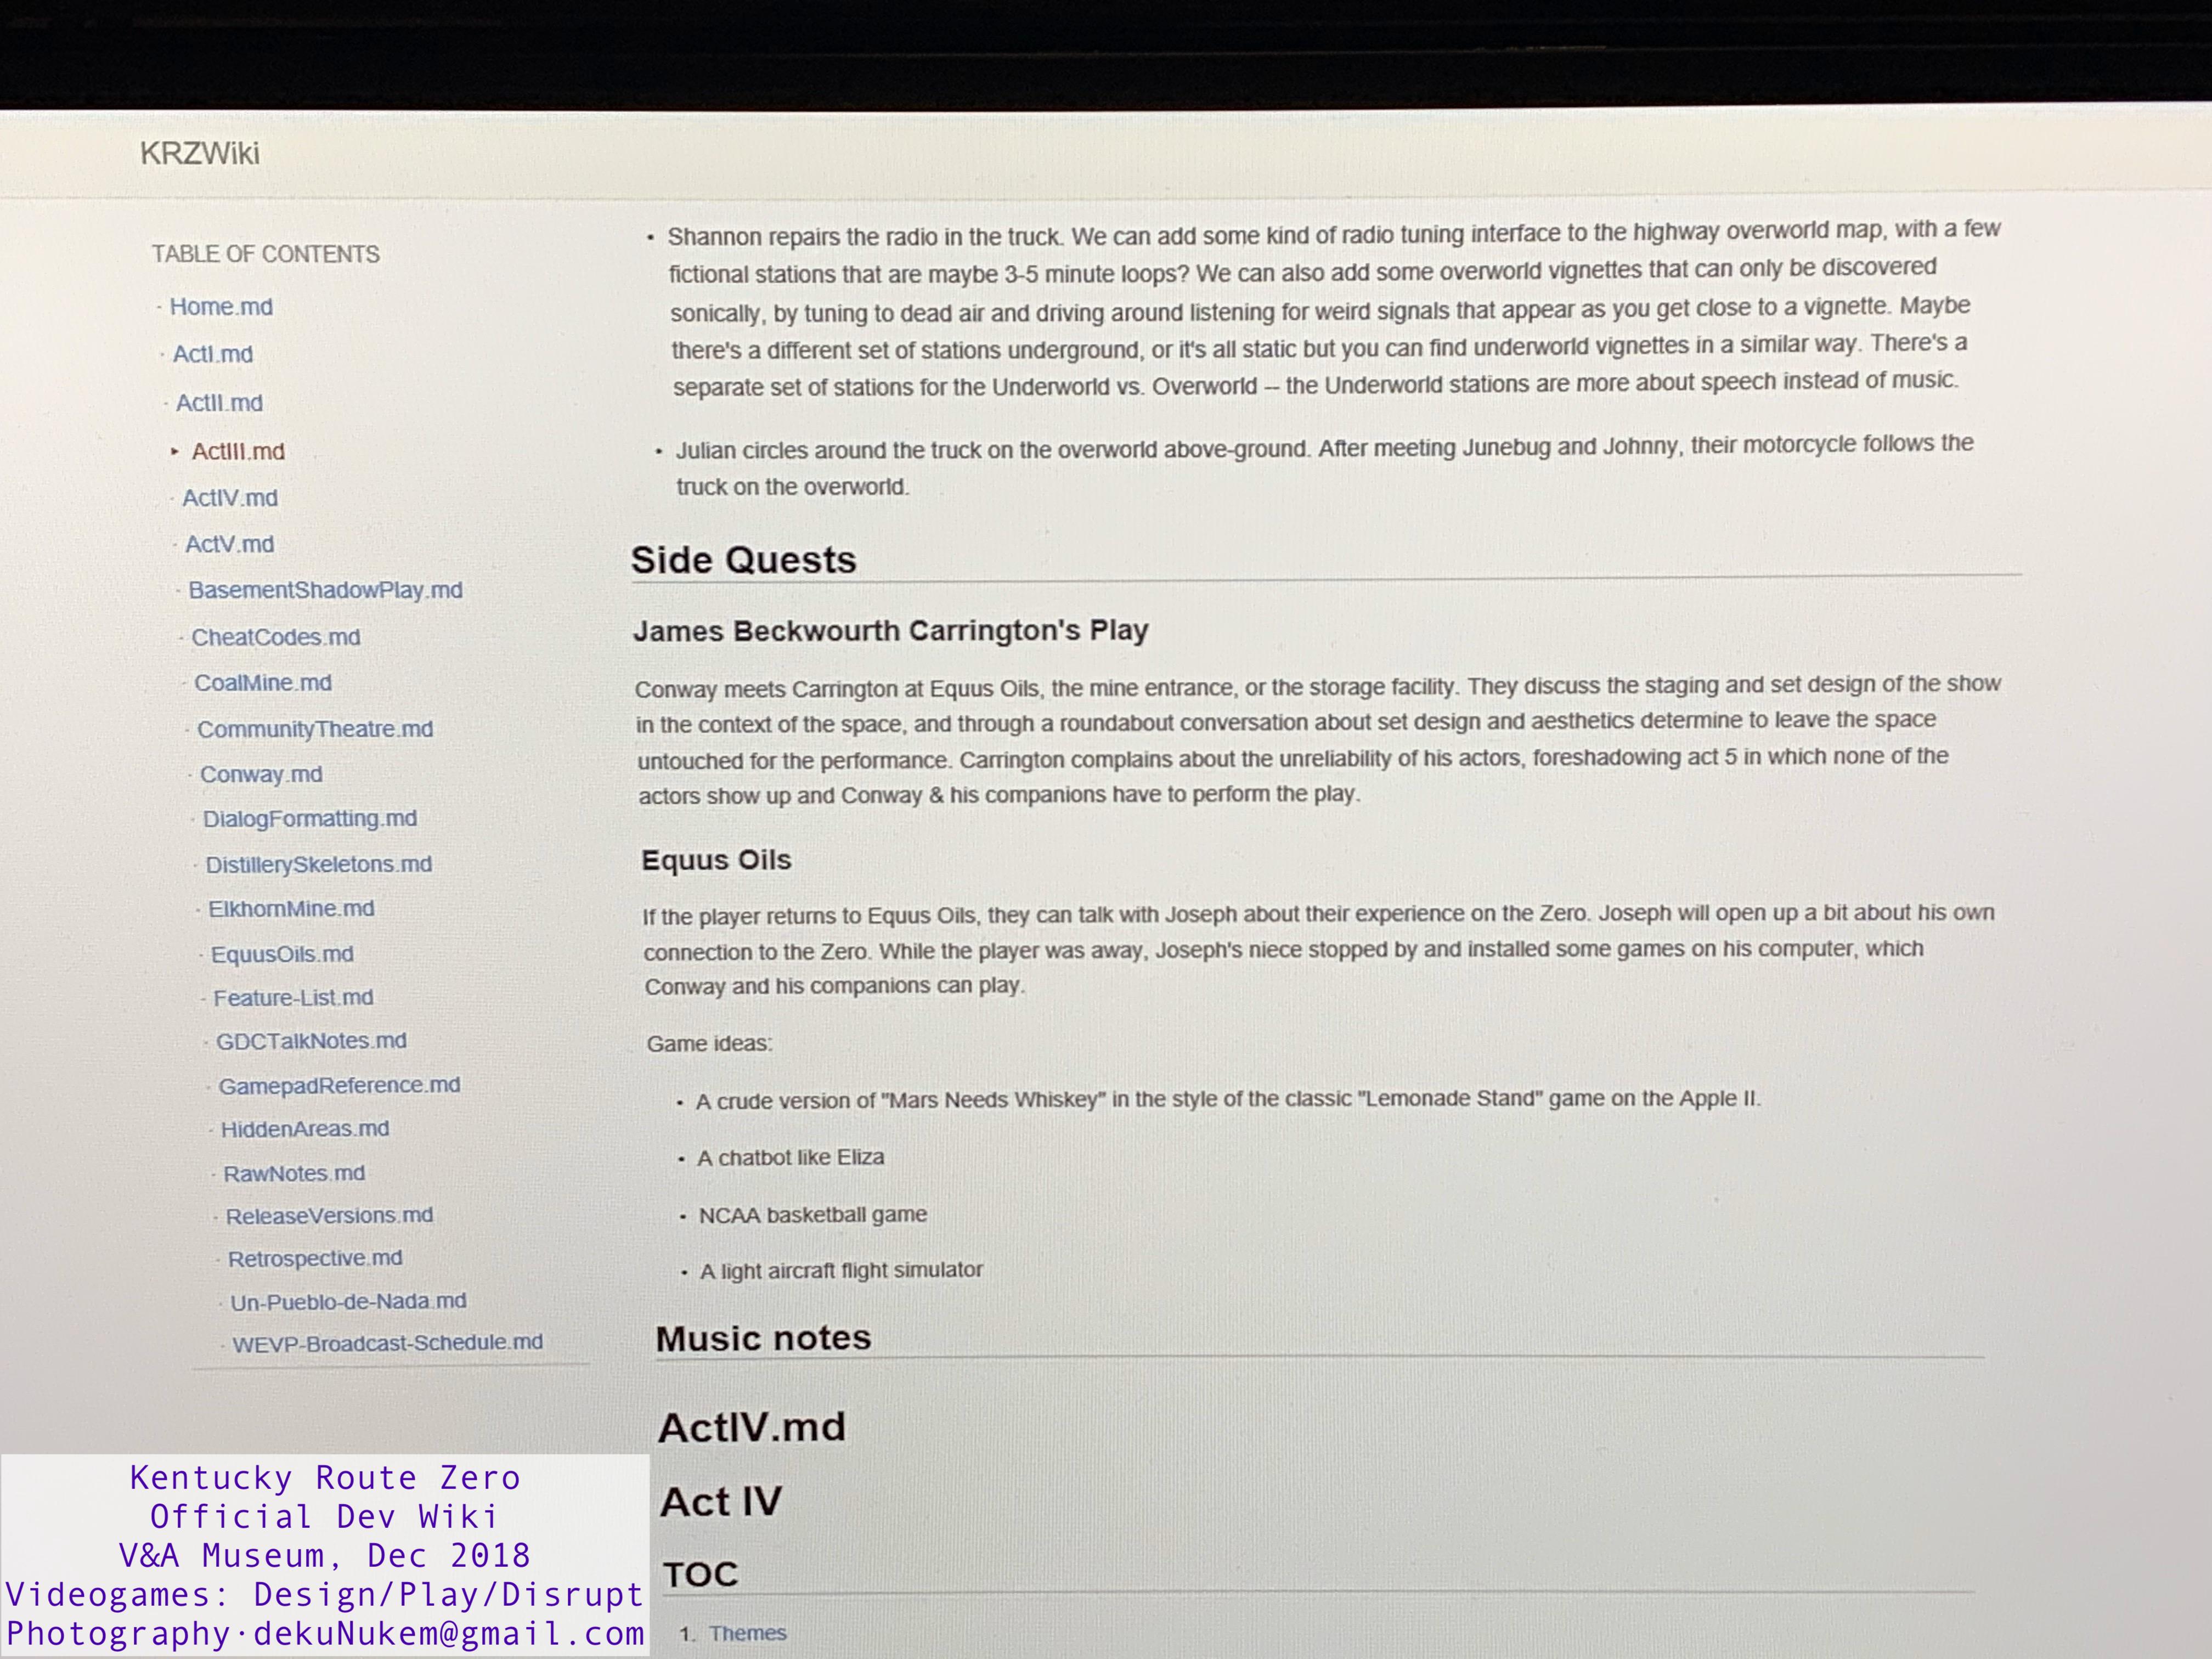 KRZWiki
TABLE OF CONTENTS
- Home.md
- ActI.md
- ActII.md
▸ ActIII.md
- ActIV.md
- ActV.md
- BasementShadowPlay.md
- CheatCodes.md
- CoalMine.md
- CommunityTheatre.md
- Conway.md
- DialogFormatting.md
- DistillerySkeletons.md
- ElkhornMine.md
- EquusOils.md
- Feature-List.md
- GDCTalkNotes.md
- GamepadReference.md
- HiddenAreas.md
- RawNotes.md
- ReleaseVersions.md
- Retrospective.md
- Un-Pueblo-de-Nada.md
- WEVP-Broadcast-Schedule.md
• Shannon repairs the radio in the truck. We can add some kind of radio tuning interface to the highway overworld map, with a few
fictional stations that are maybe 3-5 minute loops? We can also add some overworld vignettes that can only be discovered
sonically, by tuning to dead air and driving around listening for weird signals that appear as you get close to a vignette. Maybe
there's a different set of stations underground, or it's all static but you can find underworld vignettes in a similar way. There's a
separate set of stations for the Underworld vs. Overworld – the Underworld stations are more about speech instead of music.
• Julian circles around the truck on the overworld above-ground. After meeting Junebug and Johnny, their motorcycle follows the
truck on the overworld.
Side Quests
James Beckwourth Carrington's Play
Conway meets Carrington at Equus Oils, the mine entrance, or the storage facility. They discuss the staging and set design of the show
in the context of the space, and through a roundabout conversation about set design and aesthetics determine to leave the space
untouched for the performance. Carrington complains about the unreliability of his actors, foreshadowing act 5 in which none of the
actors show up and Conway & his companions have to perform the play.
Equus Oils
If the player returns to Equus Oils, they can talk with Joseph about their experience on the Zero. Joseph will open up a bit about his own
connection to the Zero. While the player was away, Joseph's niece stopped by and installed some games on his computer, which
Conway and his companions can play.
Game ideas:
• A crude version of "Mars Needs Whiskey" in the style of the classic "Lemonade Stand" game on the Apple II.
• A chatbot like Eliza
• NCAA basketball game
• A light aircraft flight simulator
Music notes
ActIV.md
Act IV
TOC
1. Themes
Kentucky Route Zero
Official Dev Wiki
V&A Museum, Dec 2018
Videogames: Design/Play/Disrupt
Photography·dekuNukem@gmail.com